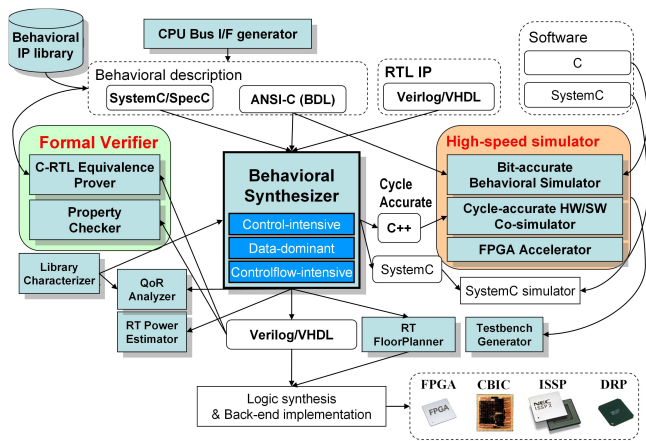 Behavioral
IP library
CPU Bus I/F generator
Behavioral description
SystemC/SpecC
ANSI-C (BDL)
RTL IP
Veirlog/VHDL
Software
C
SystemC
Formal Verifier
C-RTL Equivalence
Prover
Property
Checker
Behavioral
Synthesizer
Control-intensive
Data-dominant
Controlflow-intensive
Cycle
Accurate
C++
SystemC
High-speed simulator
Bit-accurate
Behavioral Simulator
Cycle-accurate HW/SW
Co-simulator
FPGA Accelerator
SystemC simulator
Library
Characterizer
QoR
Analyzer
RT Power
Estimator
Verilog/VHDL
RT
FloorPlanner
Testbench
Generator
Logic synthesis
& Back-end implementation
FPGA
CBIC
ISSP
DRP
FPGA
NEC
ISSP2